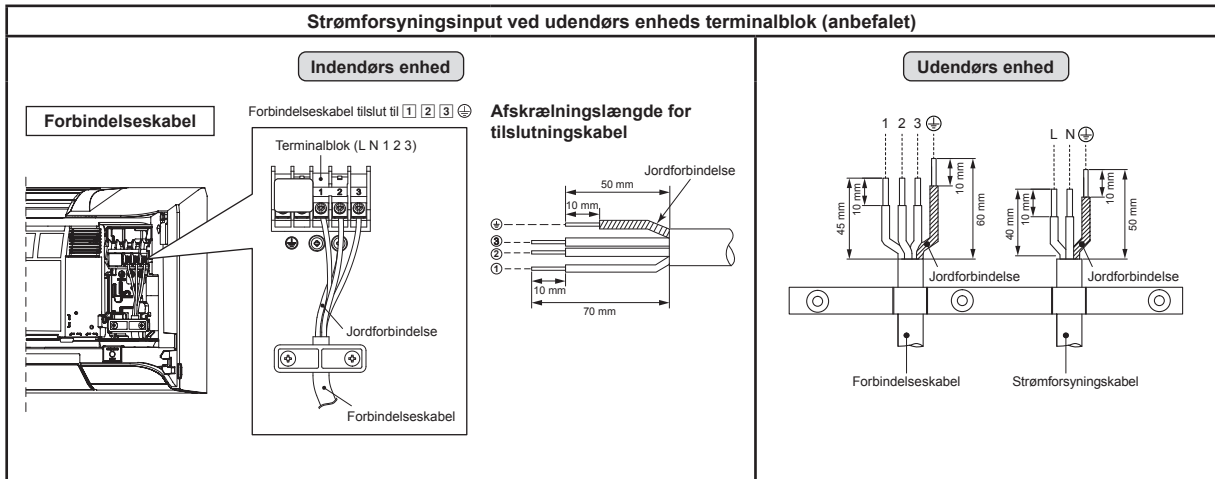 Strømforsyningsinput ved udendørs enheds terminalblok (anbefalet)
Indendørs enhed
Forbindelseskabel
Forbindelseskabel tilslut til 1 2 3
Terminalblok (L N 1 2 3)
1 2 3
Jordforbindelse
Forbindelseskabel
Afskrælningslængde for
tilslutningskabel
Jordforbindelse
50 mm
10 mm
3
2
1
10 mm
70 mm
Udendørs enhed
1 2 3
L N
45 mm
10 mm
10 mm
60 mm
40 mm
10 mm
10 mm
50 mm
Jordforbindelse
Jordforbindelse
Forbindelseskabel
Strømforsyningskabel